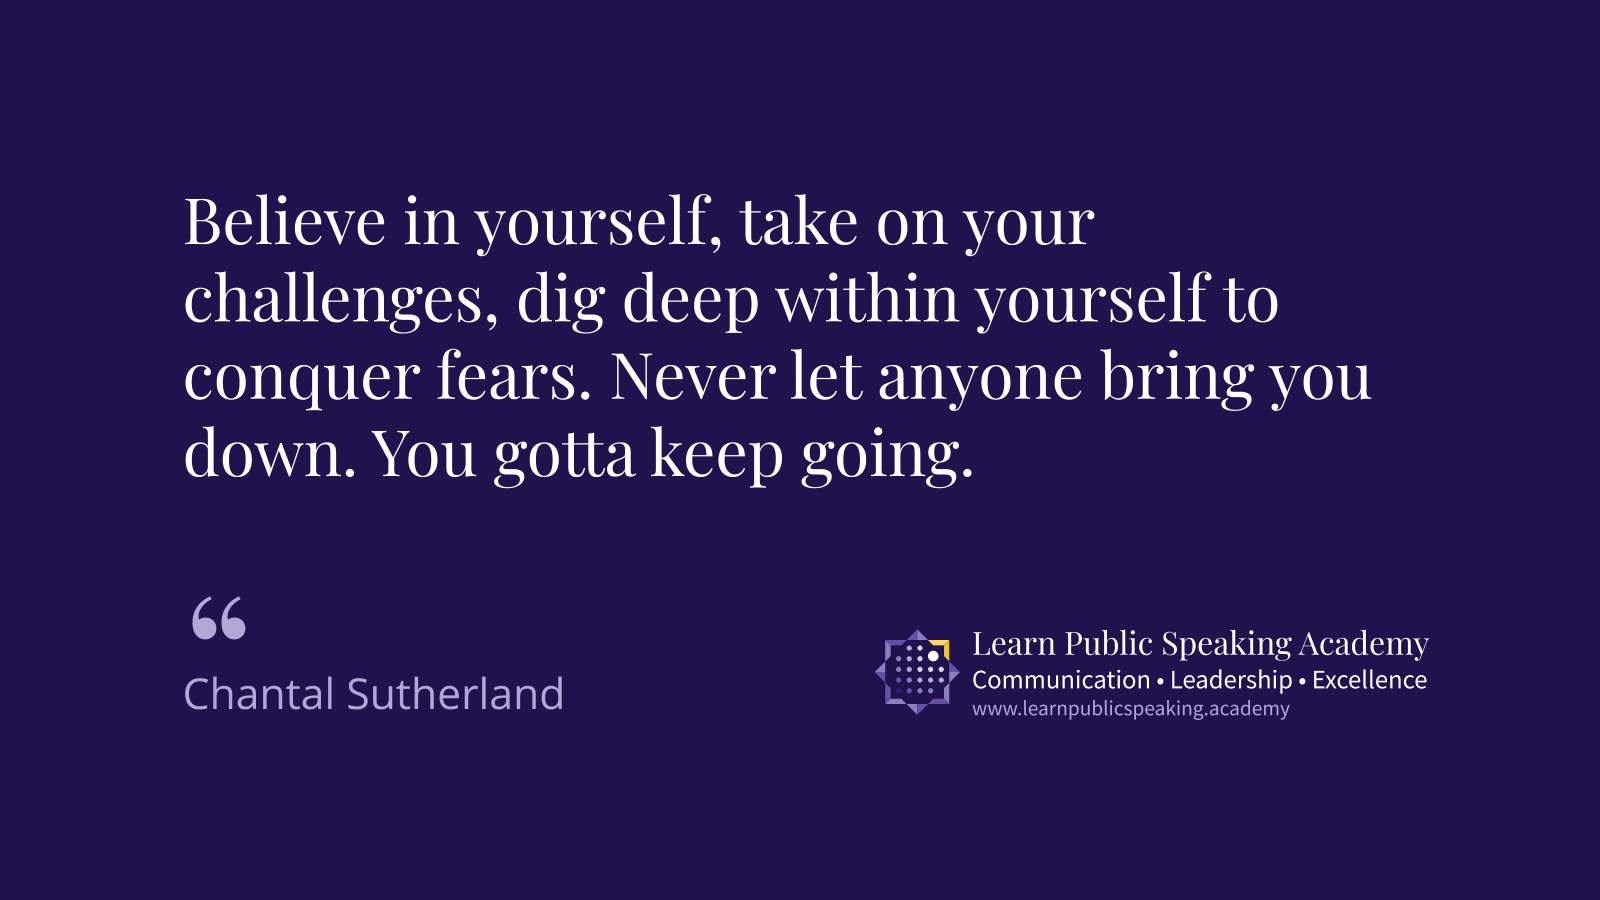 Believe in yourself, take on your
challenges, dig deep within yourself to
conquer fears. Never let anyone bring you
down. You gotta keep going.
“
Chantal Sutherland
Learn Public Speaking Academy
Communication • Leadership • Excellence
www.learnpublicspeaking.academy